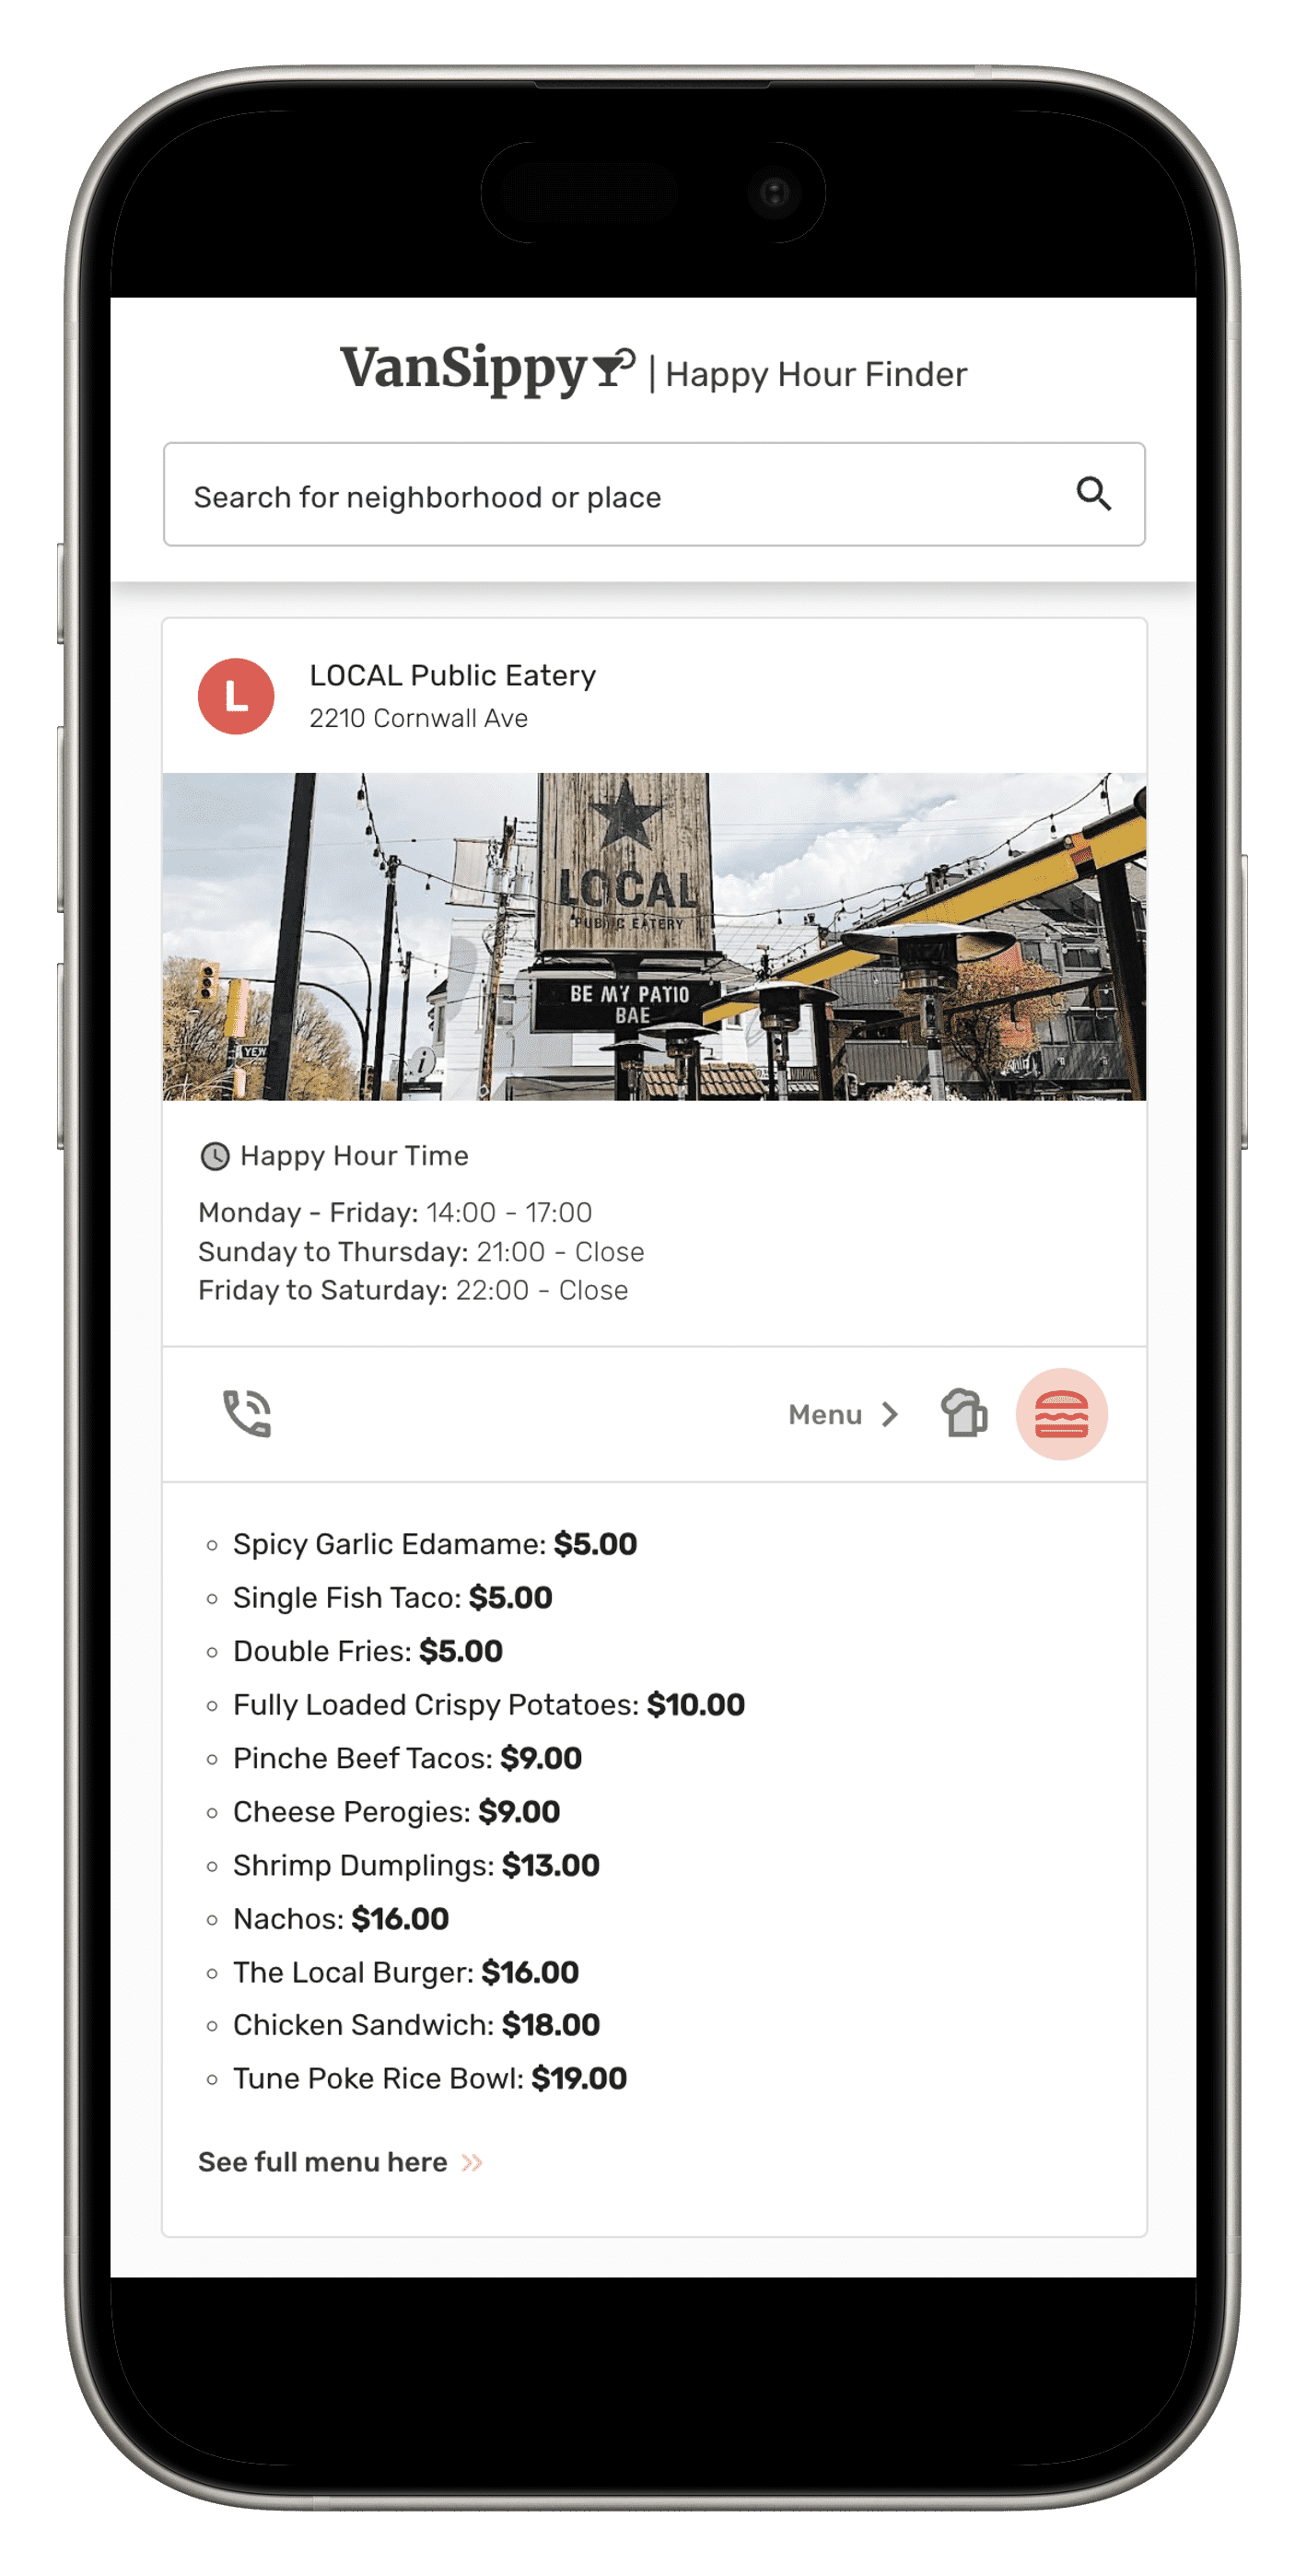 VanSippy | Happy Hour Finder
Search for neighborhood or place
L
LOCAL Public Eatery
2210 Cornwall Ave
LOCAL
PUBLIC EATERY
BE MY PATIO
BAE
YEW
i
Happy Hour Time
Monday - Friday: 14:00 - 17:00
Sunday to Thursday: 21:00 - Close
Friday to Saturday: 22:00 - Close
Menu
Spicy Garlic Edamame: $5.00
Single Fish Taco: $5.00
Double Fries: $5.00
Fully Loaded Crispy Potatoes: $10.00
Pinche Beef Tacos: $9.00
Cheese Perogies: $9.00
Shrimp Dumplings: $13.00
Nachos: $16.00
The Local Burger: $16.00
Chicken Sandwich: $18.00
Tune Poke Rice Bowl: $19.00
See full menu here »